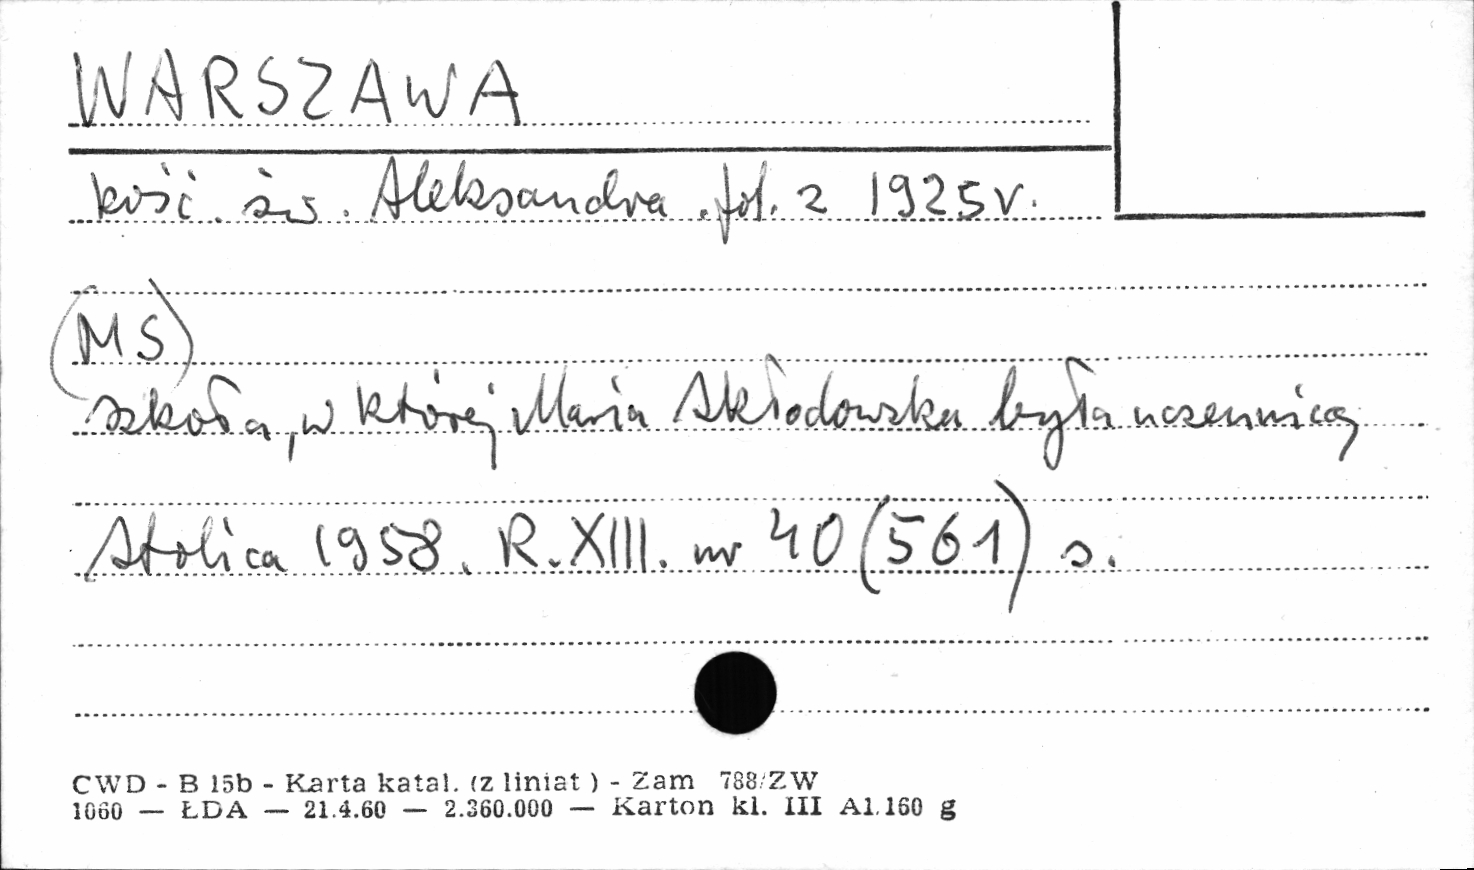 WARSZAWA
kość. św. Aleksandra. fot. z 1925 r.
(MS)
szkoła, w której Maria Skłodowska była uczennicą
Stolica 1958. R. XIII. nr 40 (561) s.
CWD - B 15b - Karta katal. (z liniat ) - Zam 788/ZW
1060 — ŁDA — 21.4.60 — 2.360.000 — Karton kl. III A1.160 g